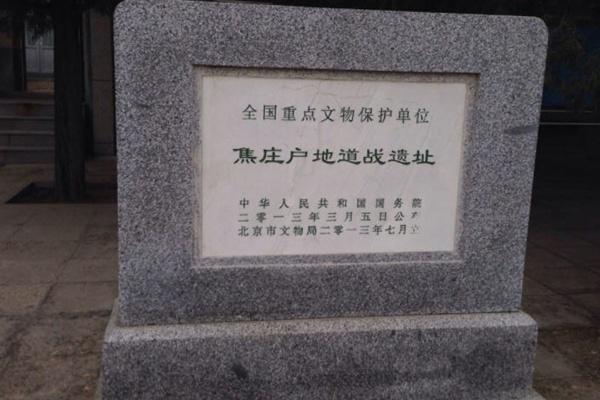 全国重点文物保护单位
焦庄户地道战遗址
中华人民共和国国务院
二零一三年三月五日公布
北京市文物局二零一三年七月立